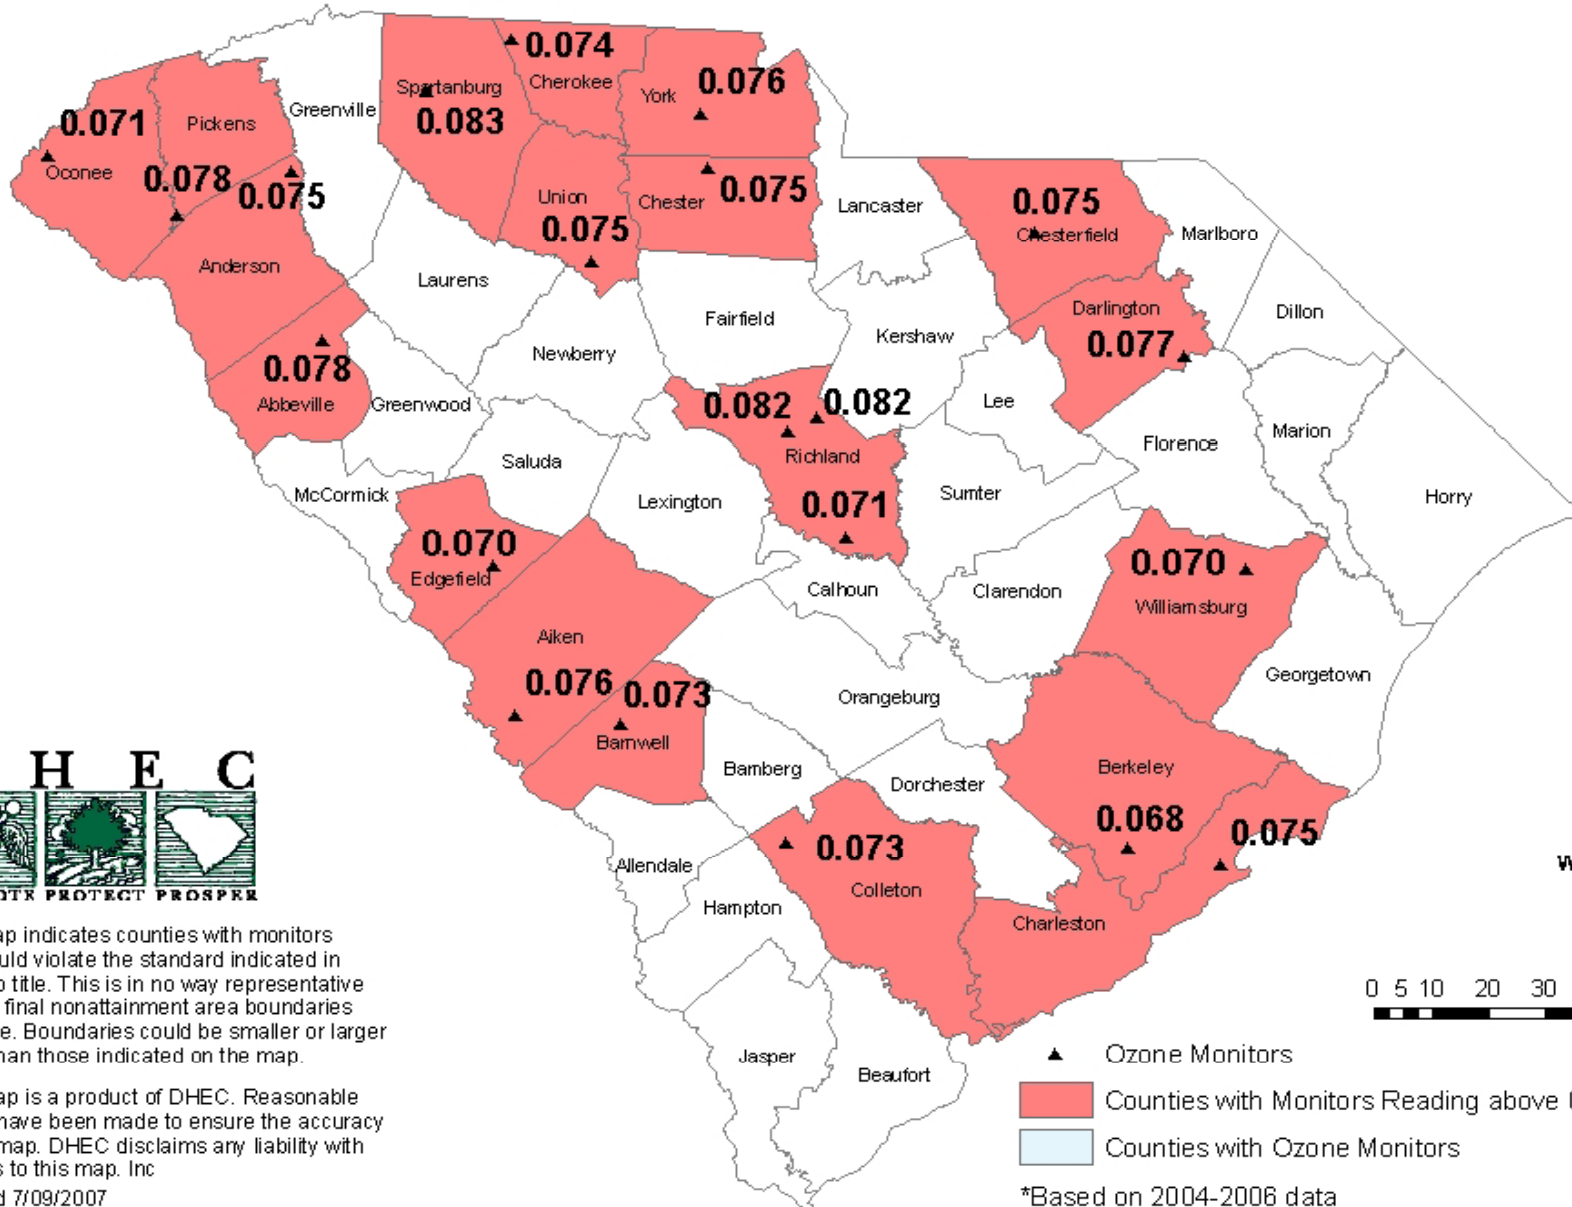 0.074
Cherokee
Spartanburg
0.083
York
0.076
0.071
Pickens
Greenville
Oconee
0.078
0.075
Union
0.075
Chester
0.075
Lancaster
0.075
Chesterfield
Marlboro
Anderson
Laurens
Fairfield
Kershaw
Darlington
0.077
Dillon
Newberry
0.078
Abbeville
Greenwood
0.082
0.082
Richland
0.071
Lee
Florence
Marion
Horry
Saluda
McCormick
Lexington
Sumter
0.070
Edgefield
Calhoun
Clarendon
0.070
Williamsburg
Aiken
0.076
0.073
Barnwell
Orangeburg
Georgetown
Bamberg
Dorchester
Berkeley
0.068
0.075
Allendale
0.073
Colleton
Hampton
Charleston
Jasper
Beaufort
H E C
PROTECT PROSPER
indicates counties with monitors
violate the standard indicated in
title. This is in no way representative
final nonattainment area boundaries
Boundaries could be smaller or larger
than those indicated on the map.
is a product of DHEC. Reasonable
have been made to ensure the accuracy
map. DHEC disclaims any liability with
to this map. Inc
7/09/2007
0 5 10 20 30
Ozone Monitors
Counties with Monitors Reading above
Counties with Ozone Monitors
*Based on 2004-2006 data